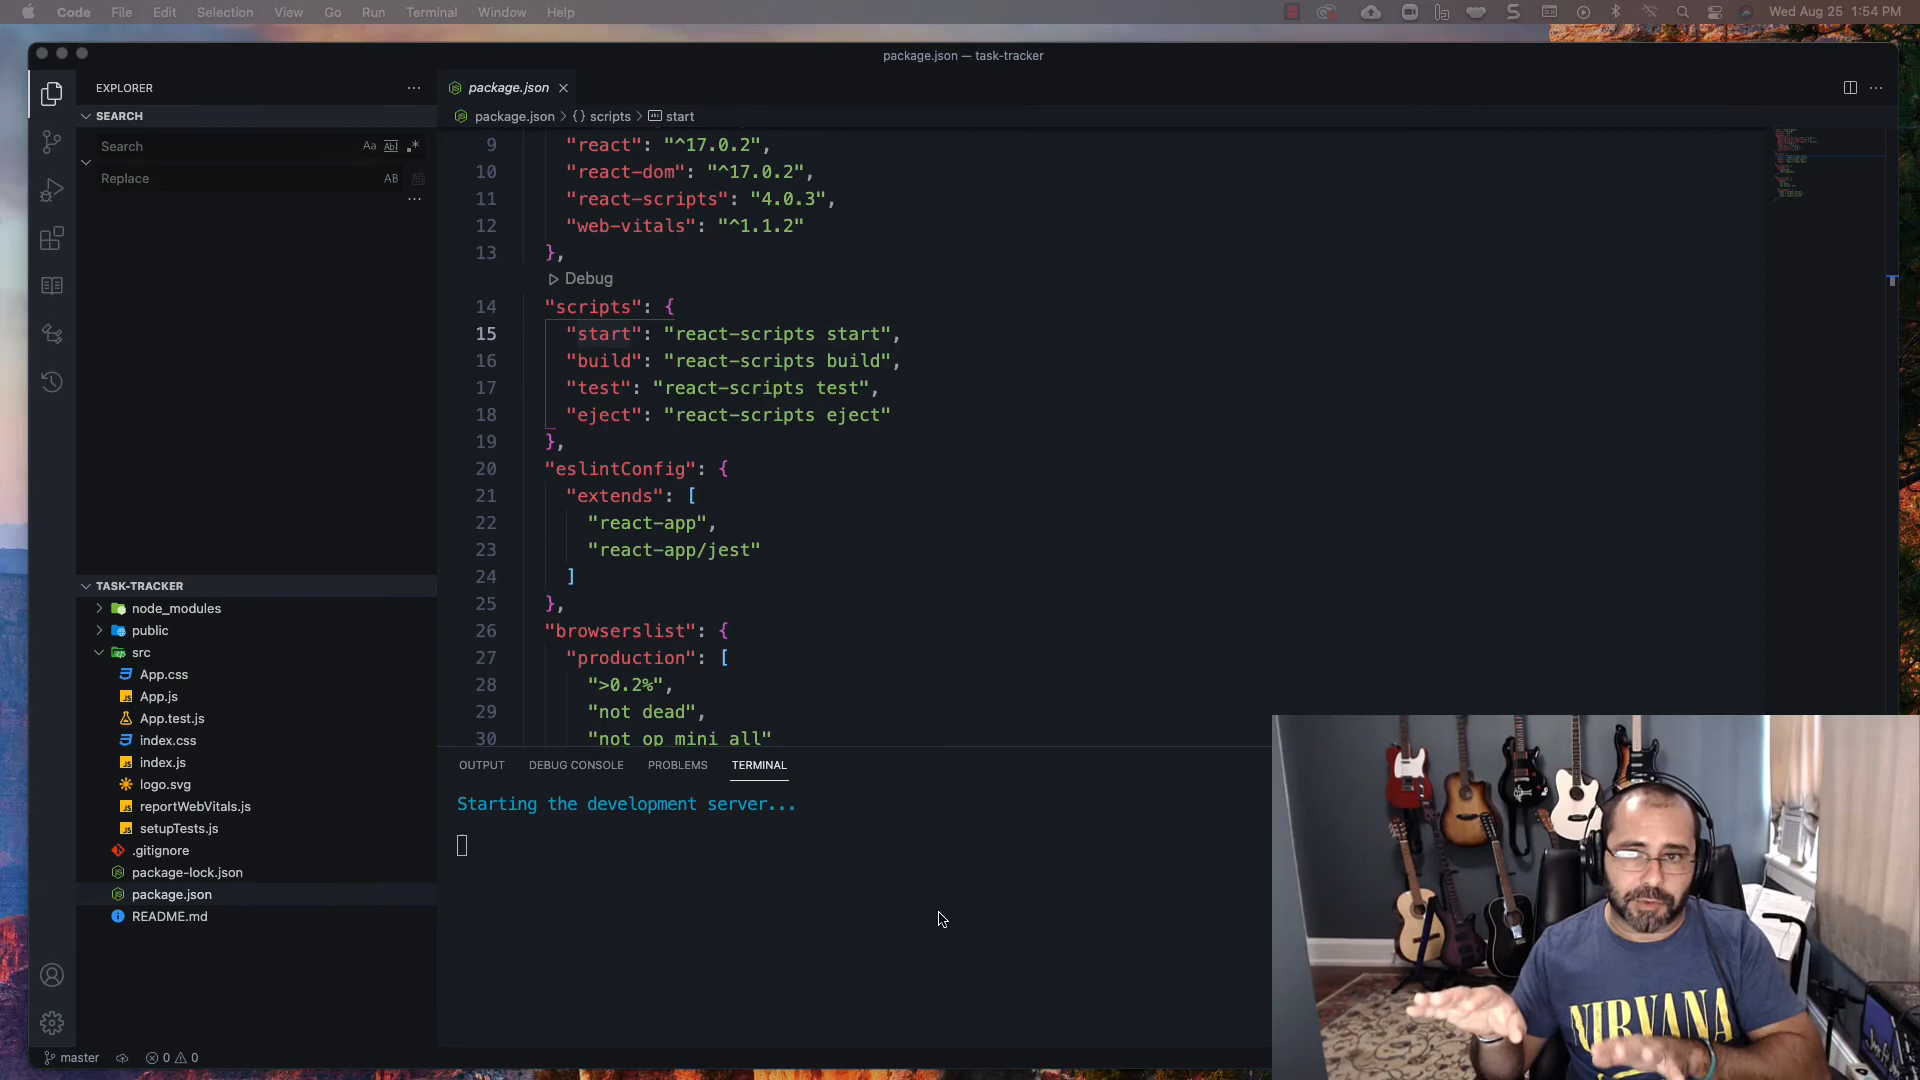 Code File Edit Selection View Go Run Terminal Window Help
Wed Aug 25 1:54 PM
package.json — task-tracker
EXPLORER
SEARCH
Search
Aa
Abl
Replace
AB
package.json
package.json > {} scripts > start
9 "react": "^17.0.2",
10 "react-dom": "^17.0.2",
11 "react-scripts": "4.0.3",
12 "web-vitals": "^1.1.2"
13 },
Debug
14 "scripts": {
15 "start": "react-scripts start",
16 "build": "react-scripts build",
17 "test": "react-scripts test",
18 "eject": "react-scripts eject"
19 },
20 "eslintConfig": {
21 "extends": [
22 "react-app",
23 "react-app/jest"
24 ]
25 },
26 "browserslist": {
27 "production": [
28 ">0.2%",
29 "not dead",
30 "not op_mini all"
TASK-TRACKER
node_modules
public
src
App.css
App.js
App.test.js
index.css
index.js
logo.svg
reportWebVitals.js
setupTests.js
.gitignore
package-lock.json
package.json
README.md
OUTPUT DEBUG CONSOLE PROBLEMS TERMINAL
Starting the development server...
master
0 0
NIRVANA